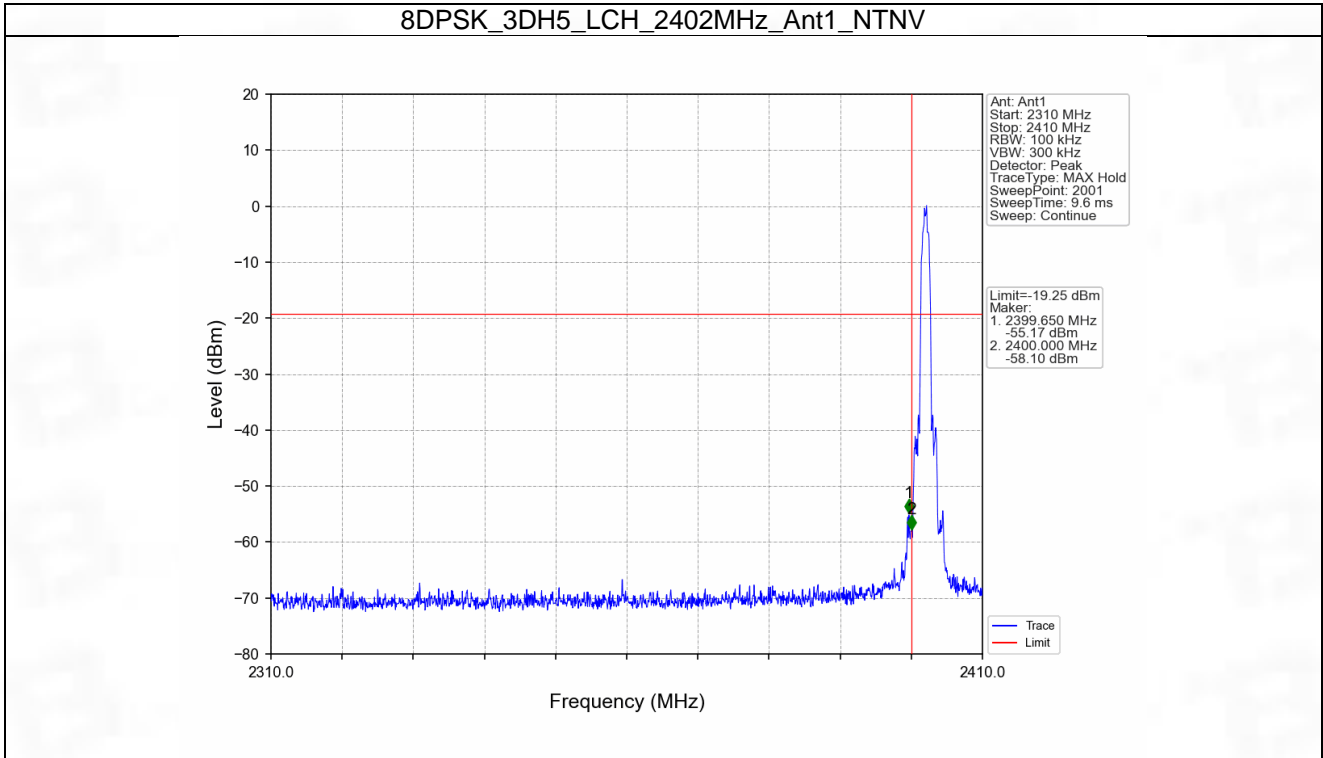 8DPSK_3DH5_LCH_2402MHz_Ant1_NTNV
20
10
0
−10
−20
−30
−40
−50
−60
−70
−80
Level (dBm)
2310.0
2410.0
Frequency (MHz)
1
2
Ant: Ant1
Start: 2310 MHz
Stop: 2410 MHz
RBW: 100 kHz
VBW: 300 kHz
Detector: Peak
TraceType: MAX Hold
SweepPoint: 2001
SweepTime: 9.6 ms
Sweep: Continue
Limit=-19.25 dBm
Maker:
1. 2399.650 MHz
-55.17 dBm
2. 2400.000 MHz
-58.10 dBm
Trace
Limit